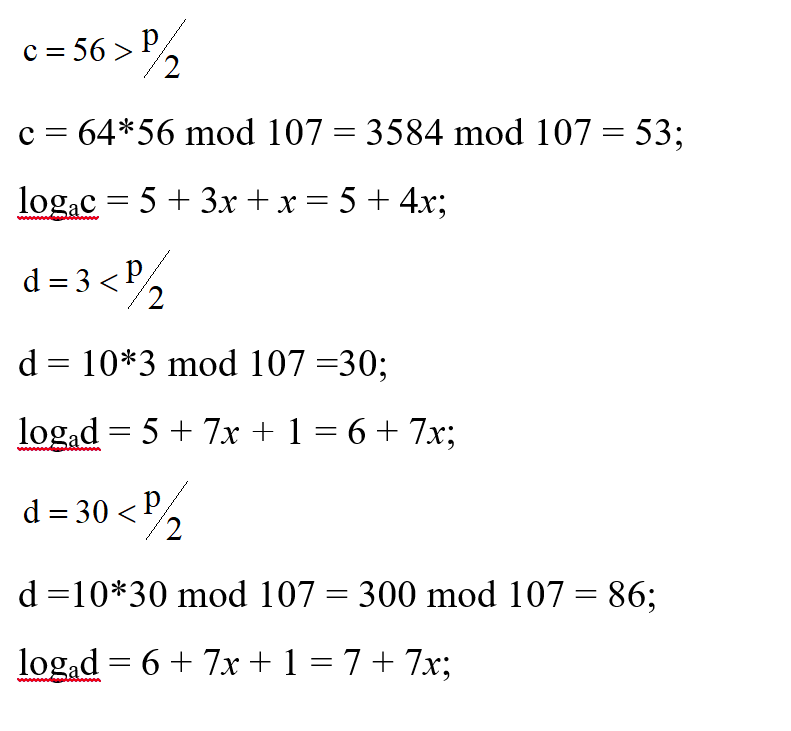 c = 56 > p/2
c = 64*56 mod 107 = 3584 mod 107 = 53;
logₐc = 5 + 3x + x = 5 + 4x;
d = 3 < p/2
d = 10*3 mod 107 =30;
logₐd = 5 + 7x + 1 = 6 + 7x;
d = 30 < p/2
d =10*30 mod 107 = 300 mod 107 = 86;
logₐd = 6 + 7x + 1 = 7 + 7x;